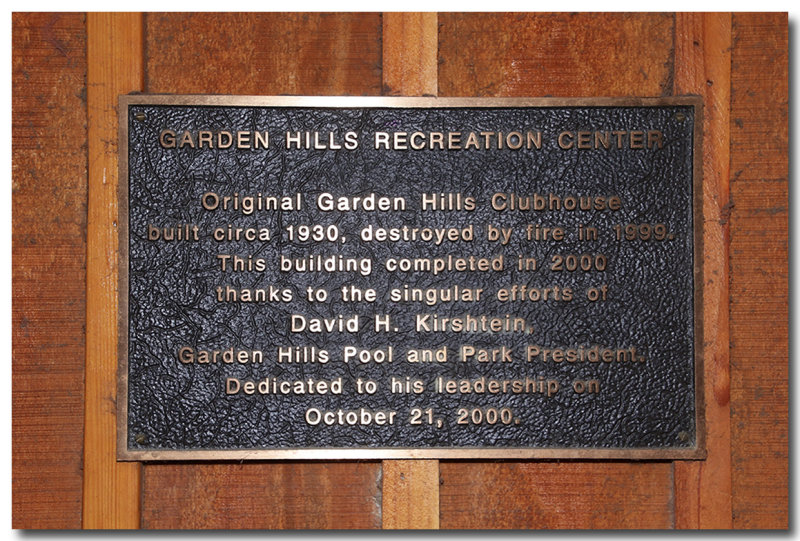 GARDEN HILLS RECREATION CENTER
Original Garden Hills Clubhouse
built circa 1930, destroyed by fire in 1999.
This building completed in 2000
thanks to the singular efforts of
David H. Kirshtein,
Garden Hills Pool and Park President.
Dedicated to his leadership on
October 21, 2000.